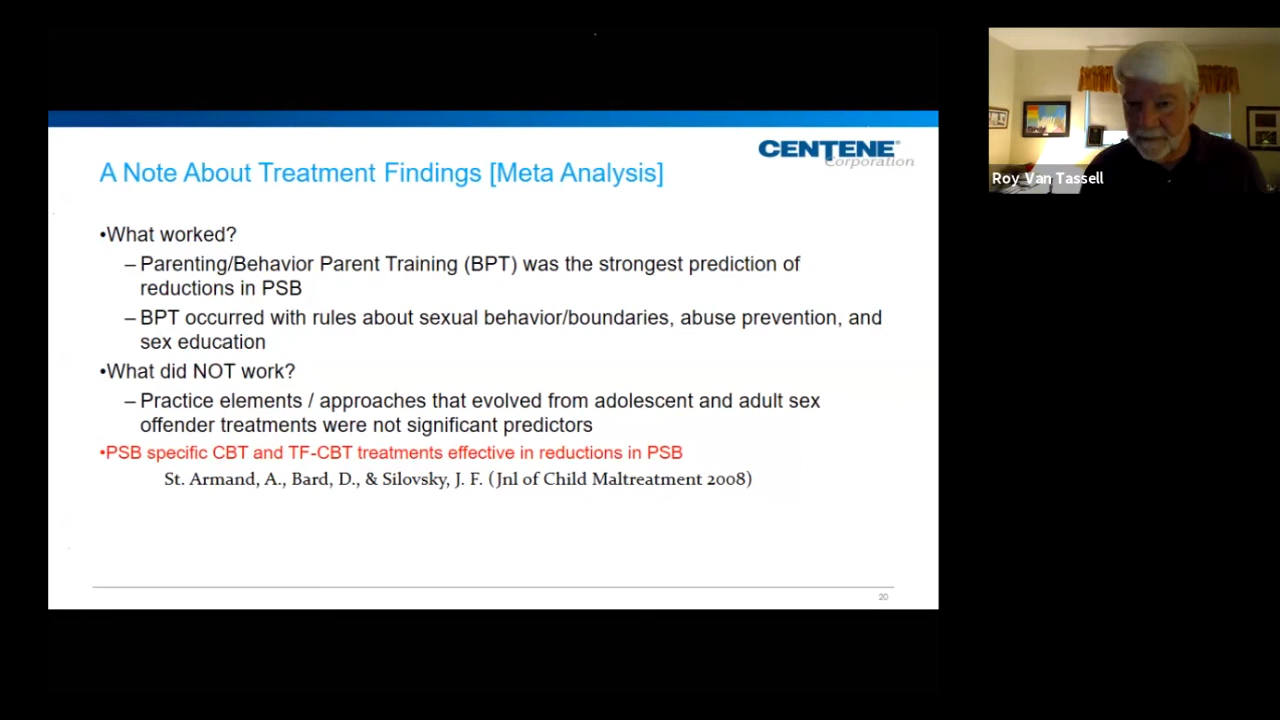 CENTENE®
Corporation
A Note About Treatment Findings [Meta Analysis]
•What worked?
– Parenting/Behavior Parent Training (BPT) was the strongest prediction of
reductions in PSB
– BPT occurred with rules about sexual behavior/boundaries, abuse prevention, and
sex education
•What did NOT work?
– Practice elements / approaches that evolved from adolescent and adult sex
offender treatments were not significant predictors
•PSB specific CBT and TF-CBT treatments effective in reductions in PSB
St. Armand, A., Bard, D., & Silovsky, J. F. (Jnl of Child Maltreatment 2008)
20
Roy Van Tassell